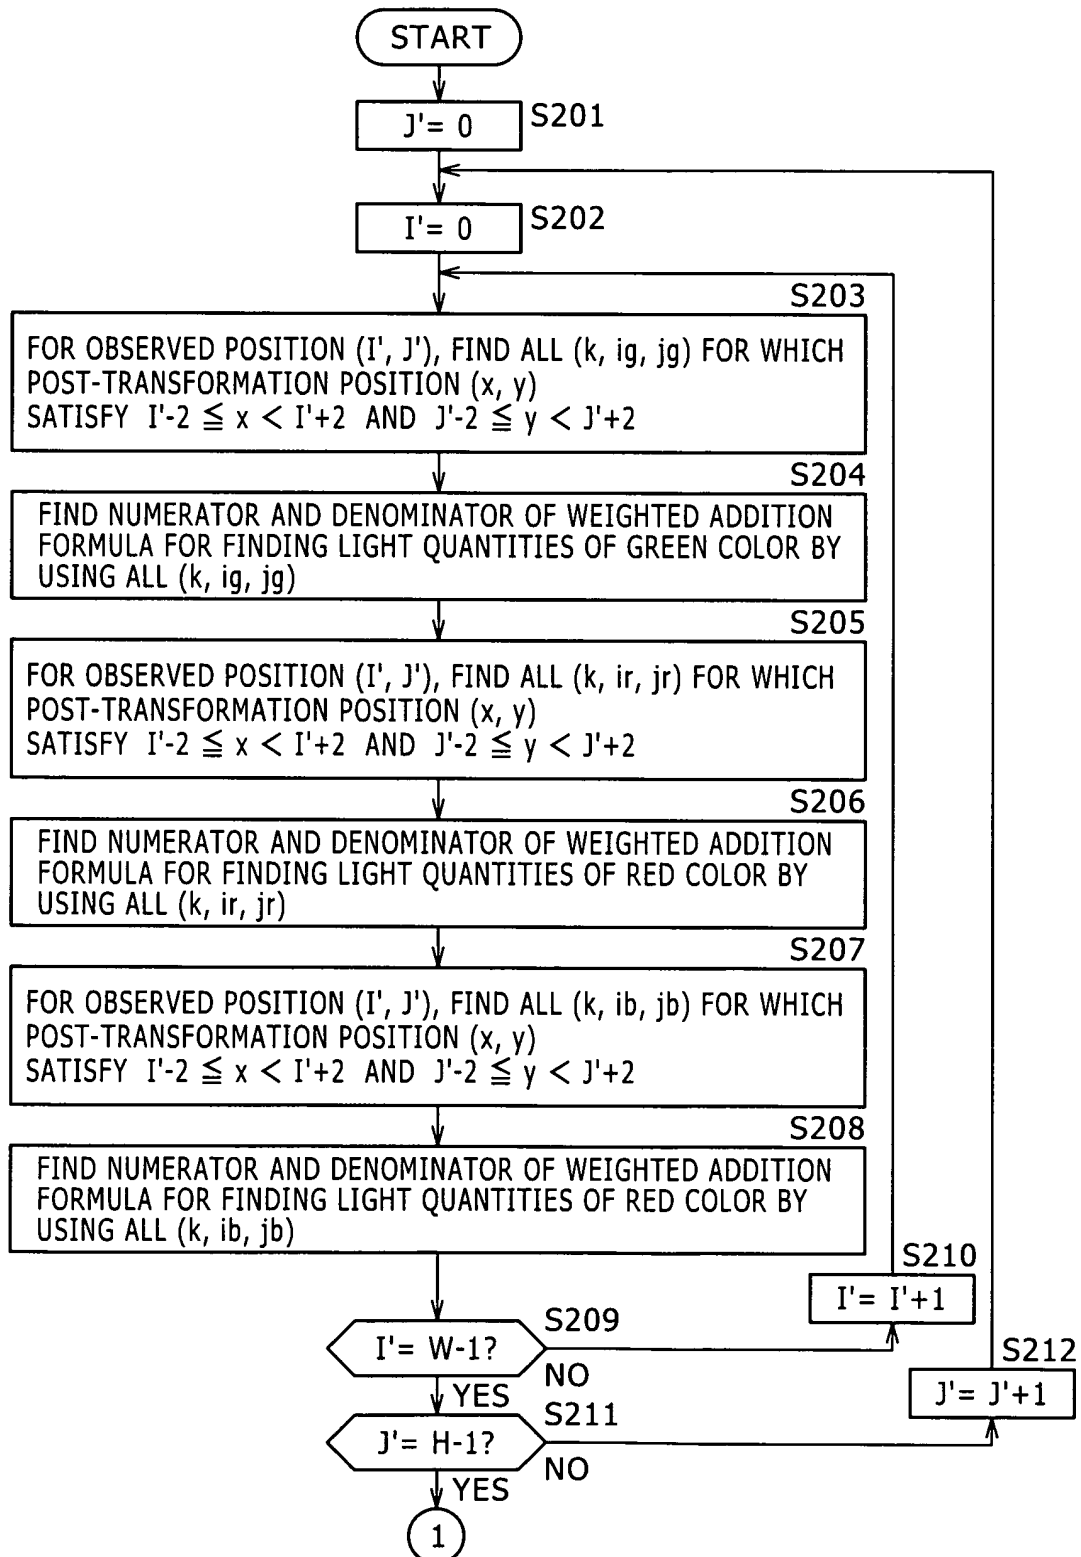 START
J'= 0
S201
I'= 0
S202
S203
FOR OBSERVED POSITION (I', J'), FIND ALL (k, ig, jg) FOR WHICH
POST-TRANSFORMATION POSITION (x, y)
SATISFY I'-2 ≦ x < I'+2 AND J'-2 ≦ y < J'+2
S204
FIND NUMERATOR AND DENOMINATOR OF WEIGHTED ADDITION
FORMULA FOR FINDING LIGHT QUANTITIES OF GREEN COLOR BY
USING ALL (k, ig, jg)
S205
FOR OBSERVED POSITION (I', J'), FIND ALL (k, ir, jr) FOR WHICH
POST-TRANSFORMATION POSITION (x, y)
SATISFY I'-2 ≦ x < I'+2 AND J'-2 ≦ y < J'+2
S206
FIND NUMERATOR AND DENOMINATOR OF WEIGHTED ADDITION
FORMULA FOR FINDING LIGHT QUANTITIES OF RED COLOR BY
USING ALL (k, ir, jr)
S207
FOR OBSERVED POSITION (I', J'), FIND ALL (k, ib, jb) FOR WHICH
POST-TRANSFORMATION POSITION (x, y)
SATISFY I'-2 ≦ x < I'+2 AND J'-2 ≦ y < J'+2
S208
FIND NUMERATOR AND DENOMINATOR OF WEIGHTED ADDITION
FORMULA FOR FINDING LIGHT QUANTITIES OF RED COLOR BY
USING ALL (k, ib, jb)
S210
I'= I'+1
S209
I'= W-1?
NO
YES
S212
J'= J'+1
S211
J'= H-1?
NO
YES
1